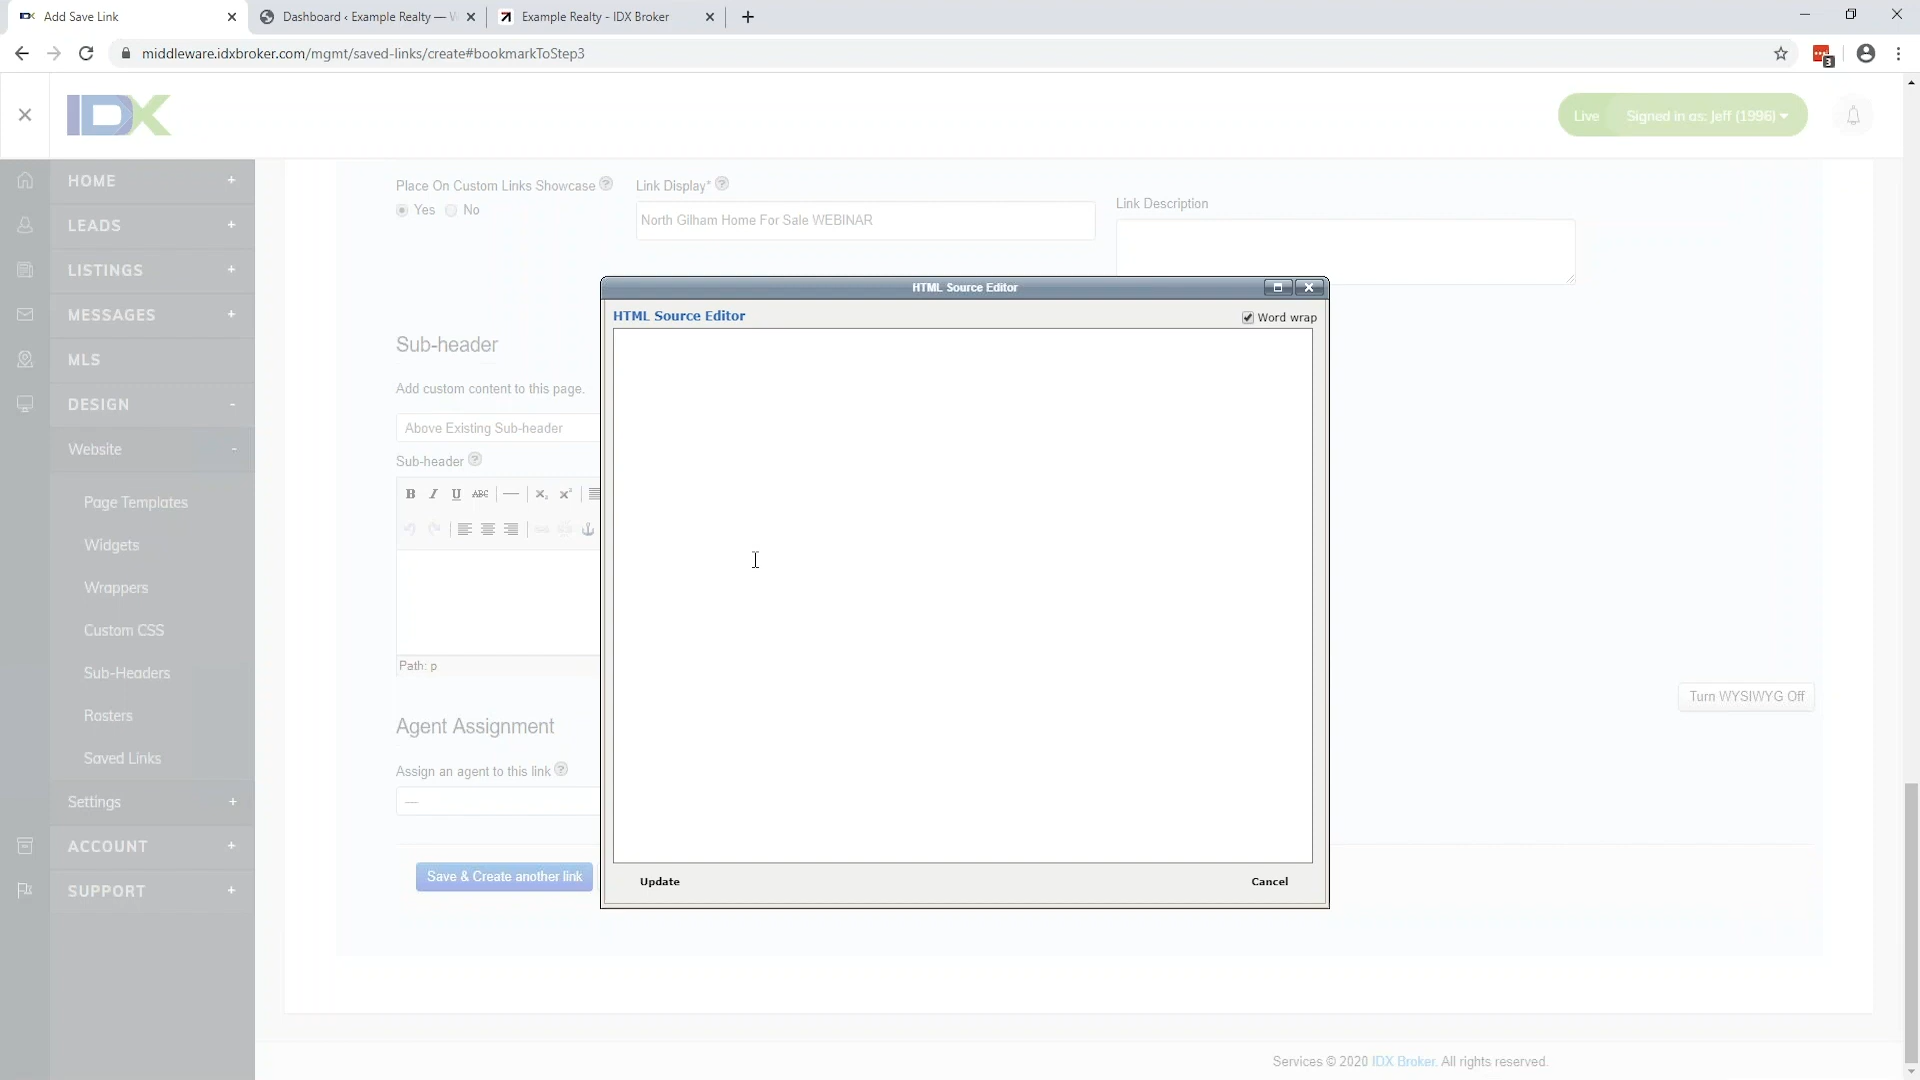 Add Save Link
Dashboard ‹ Example Realty —
Example Realty - IDX Broker
middleware.idxbroker.com/mgmt/saved-links/create#bookmarkToStep3
3
IDX
Live Signed in as: Jeff (1996)
HOME +
LEADS +
LISTINGS +
MESSAGES +
MLS
DESIGN -
Website -
Page Templates
Widgets
Wrappers
Custom CSS
Sub-Headers
Rosters
Saved Links
Settings +
ACCOUNT +
SUPPORT +
Place On Custom Links Showcase ?
Yes No
Link Display* ?
North Gilham Home For Sale WEBINAR
Link Description
Sub-header
Add custom content to this page.
Above Existing Sub-header
Sub-header ?
B I U ABC
Path: p
Agent Assignment
Assign an agent to this link ?
—
Save & Create another link
Turn WYSIWYG Off
HTML Source Editor
HTML Source Editor
Word wrap
Update
Cancel
Services © 2020 IDX Broker. All rights reserved.